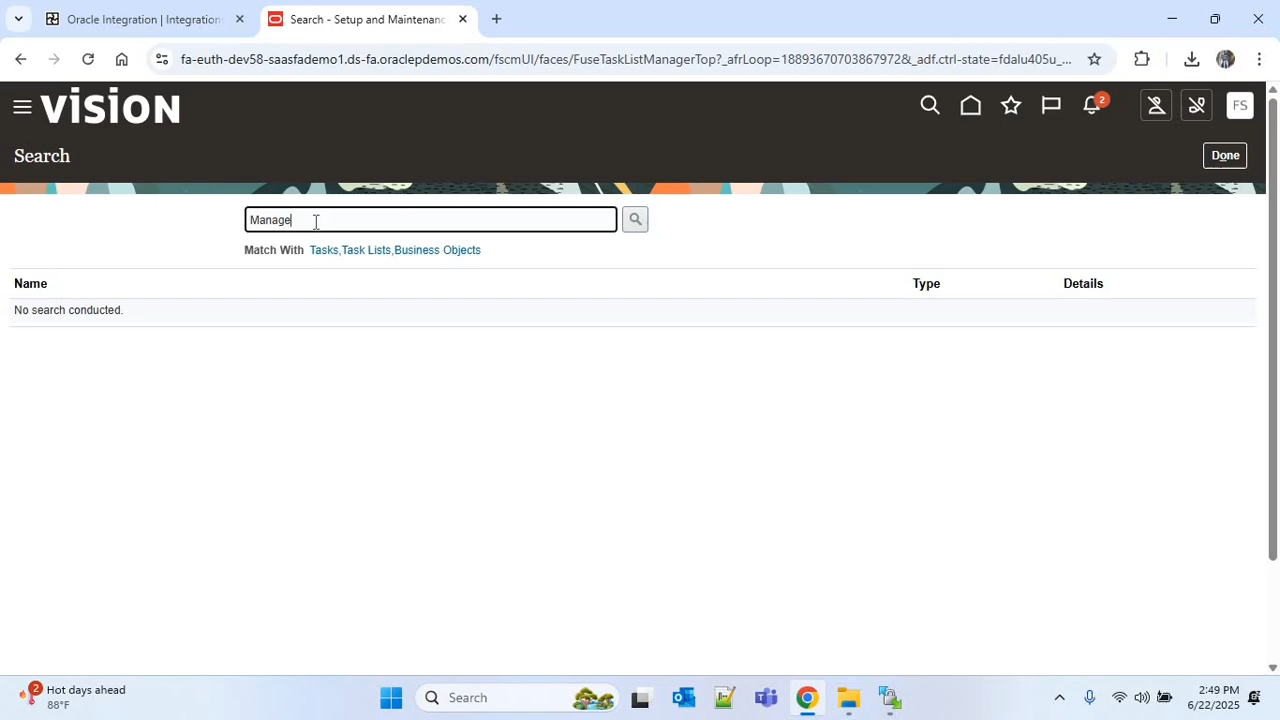 Oracle Integration | Integration
Search - Setup and Maintenanc
fa-euth-dev58-saasfademo1.ds-fa.oraclepdemos.com/fscmUI/faces/FuseTaskListManagerTop?_afrLoop=18893670703867972&_adf.ctrl-state=fdalu405u_...
VISION
2
FS
Search
Done
Manage
Match With Tasks,Task Lists,Business Objects
Name Type Details
No search conducted.
2
Hot days ahead
88°F
Search
2:49 PM
6/22/2025